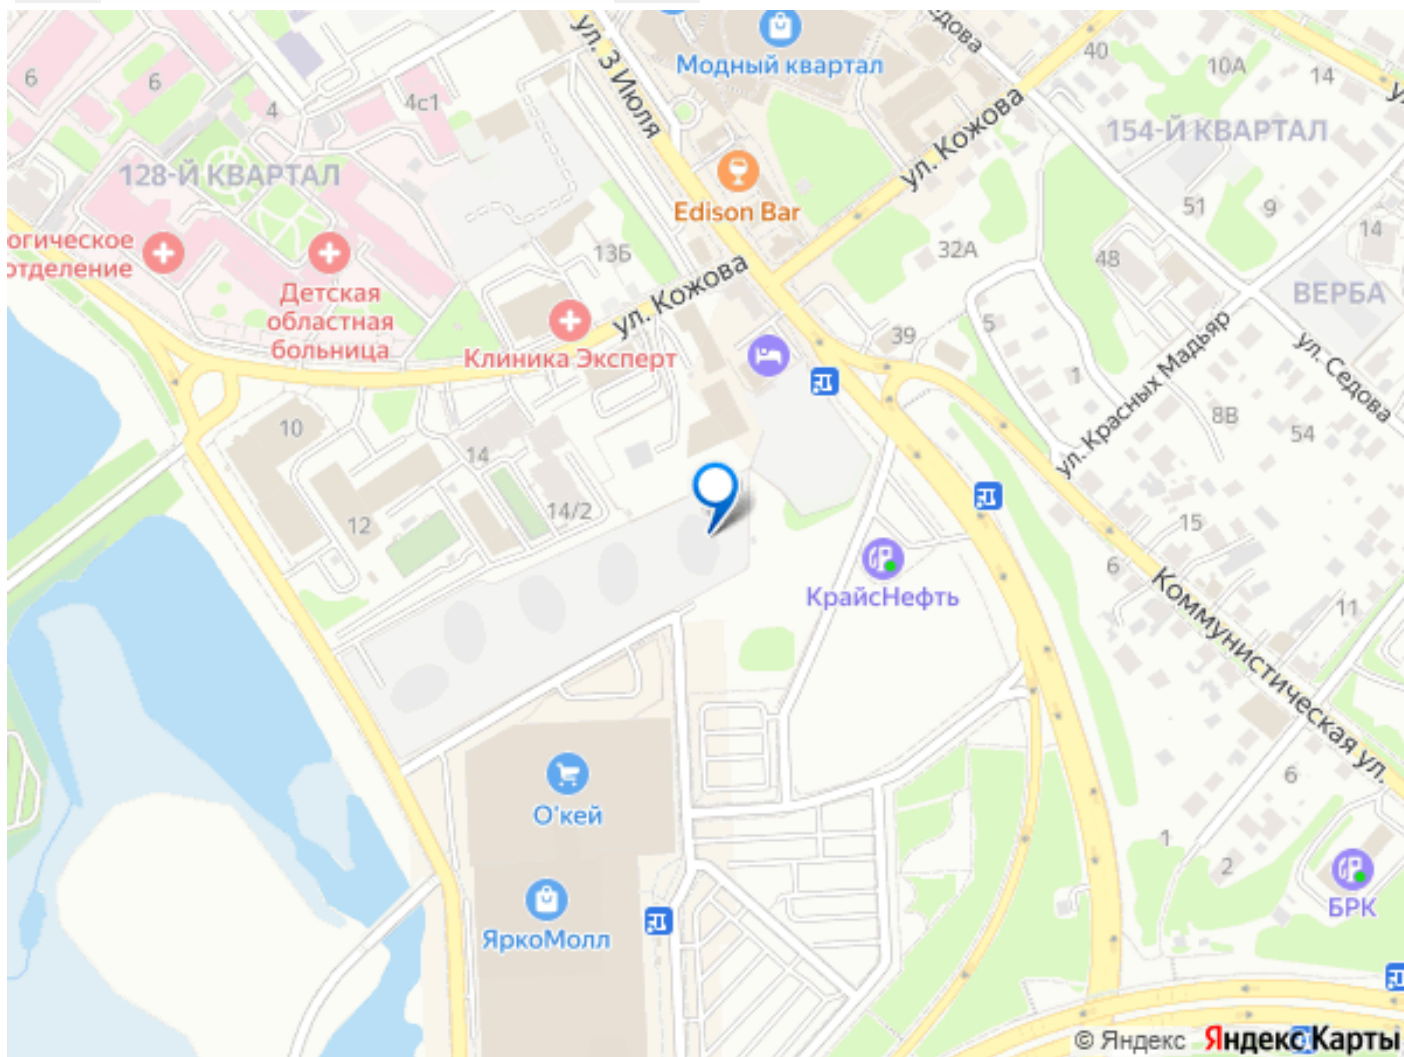 ул. 3 Июля
Модный квартал
40
10А
14
6
6
4
4с1
ул. Кожова
154-Й КВАРТАЛ
128-Й КВАРТАЛ
Edison Bar
51
9
14
огическое
отделение
13Б
32А
48
Детская
областная
больница
ул. Кожова
ВЕРБА
Клиника Эксперт
39
5
1
ул. Красных Мадьяр
ул. Седова
8В
54
10
14
12
14/2
15
6
КрайсНефть
Коммунистическая ул.
11
О'кей
6
1
2
БРК
ЯркоМолл
© Яндекс Яндекс Карты